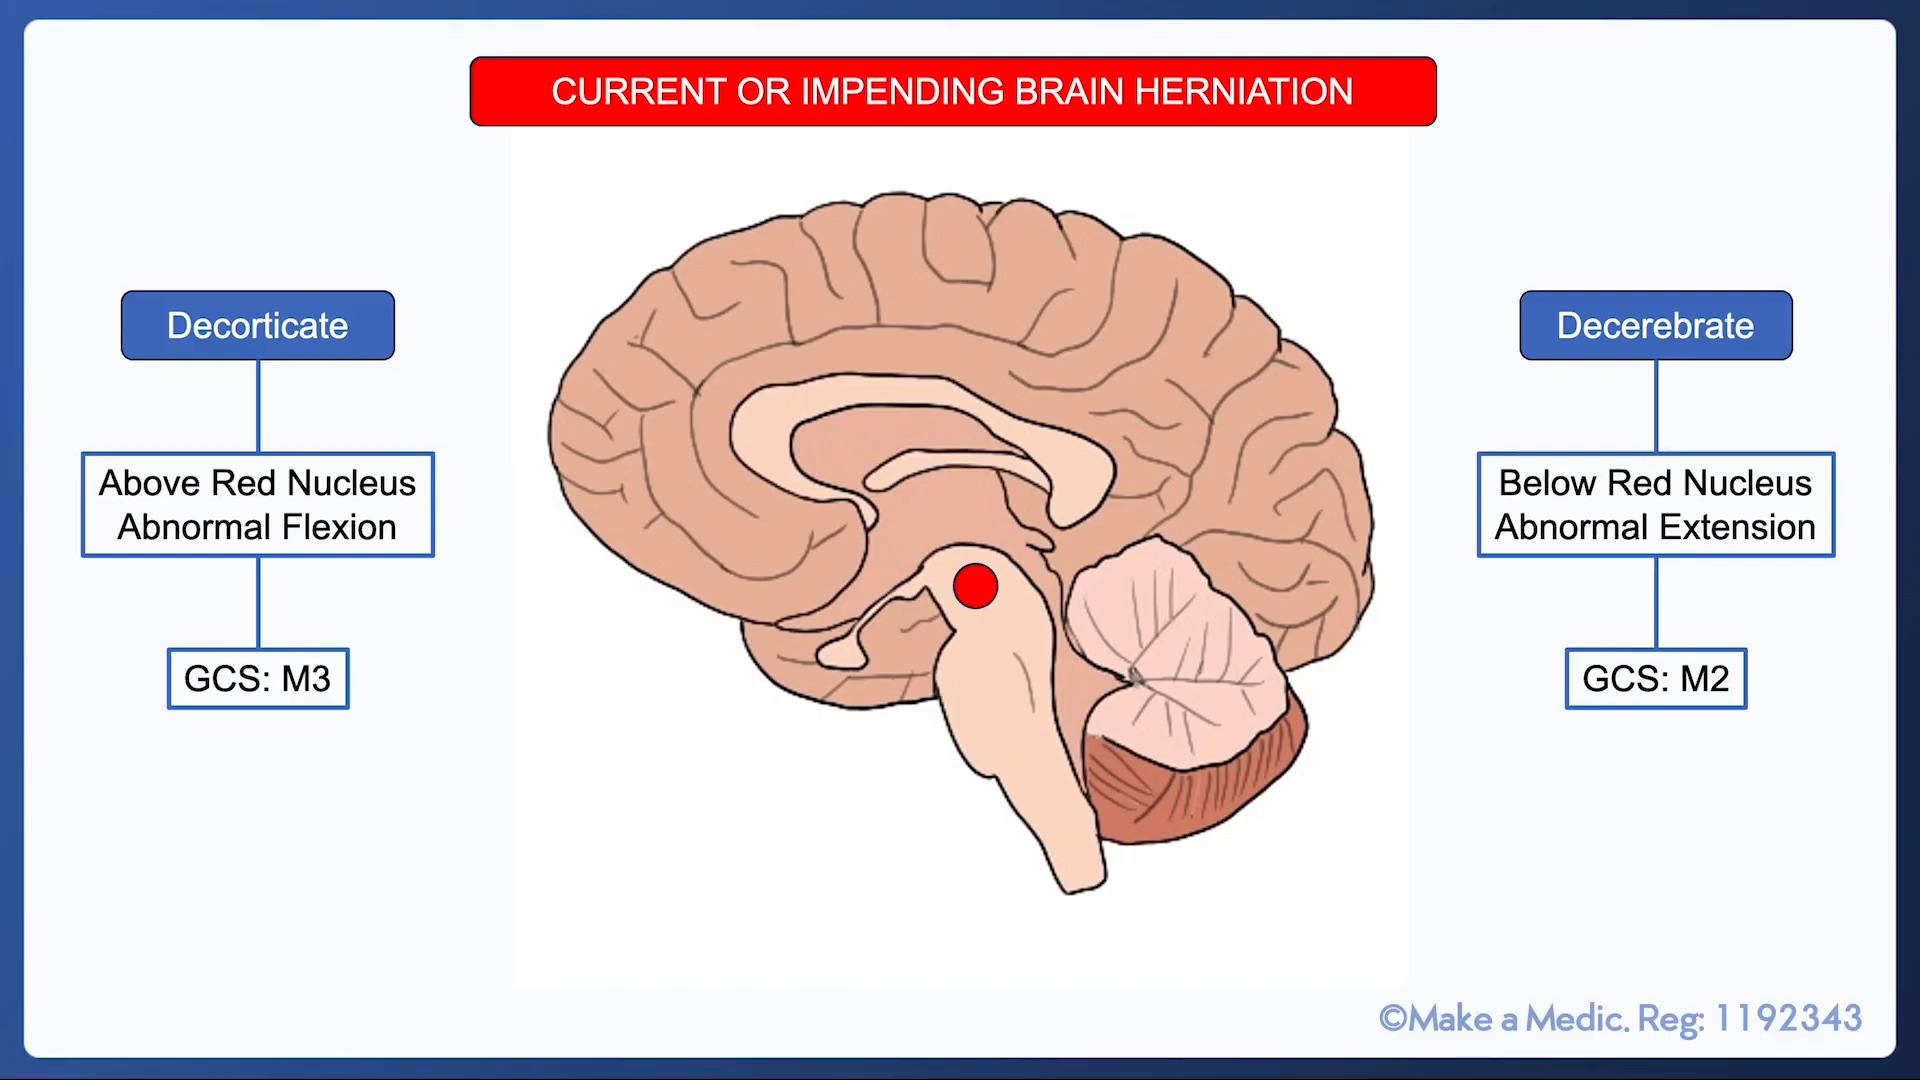 CURRENT OR IMPENDING BRAIN HERNIATION
Decorticate
Above Red Nucleus
Abnormal Flexion
GCS: M3
Decerebrate
Below Red Nucleus
Abnormal Extension
GCS: M2
©Make a Medic. Reg: 1192343